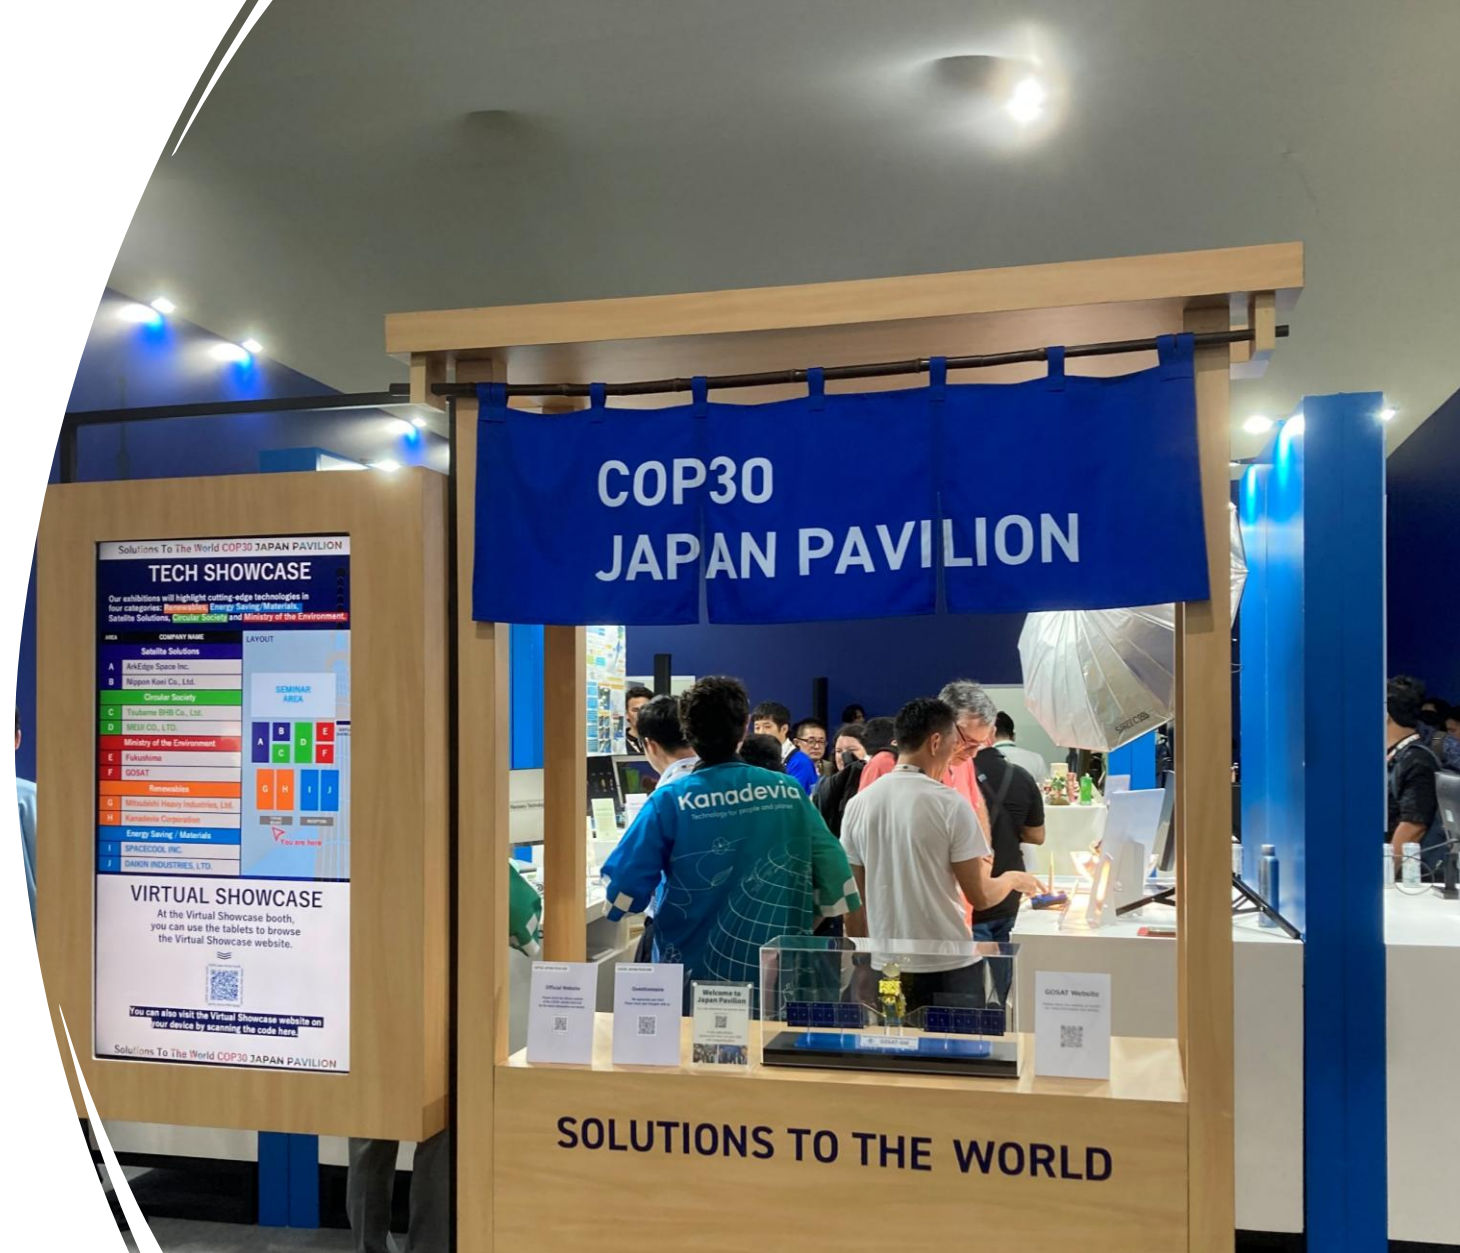 Solutions To The World COP30 JAPAN PAVILION
TECH SHOWCASE
Our exhibitions will highlight cutting-edge technologies in
four categories: Renewables, Energy Saving/Materials,
Satellite Solutions, Circular Society and Ministry of the Environment.
AREA COMPANY NAME
Satellite Solutions
A ArkEdge Space Inc.
B Nippon Koei Co., Ltd.
Circular Society
C Tsubame BHB Co., Ltd.
D MEIJI CO., LTD.
Ministry of the Environment
E Fukushima
F GOSAT
Renewables
G Mitsubishi Heavy Industries, Ltd.
H Kanadevia Corporation
Energy Saving / Materials
I SPACECOOL INC.
J DAIKIN INDUSTRIES, LTD.
LAYOUT
SEMINAR
AREA
A B C D E F
G H I J
You are here
VIRTUAL SHOWCASE
At the Virtual Showcase booth,
you can use the tablets to browse
the Virtual Showcase website.
You can also visit the Virtual Showcase website on
your device by scanning the code here.
Solutions To The World COP30 JAPAN PAVILION
COP30
JAPAN PAVILION
Kanadevia
Technology for people and planet
Official Website
Questionnaire
Welcome to
Japan Pavilion
GOSAT-GW
GOSAT Website
SOLUTIONS TO THE WORLD